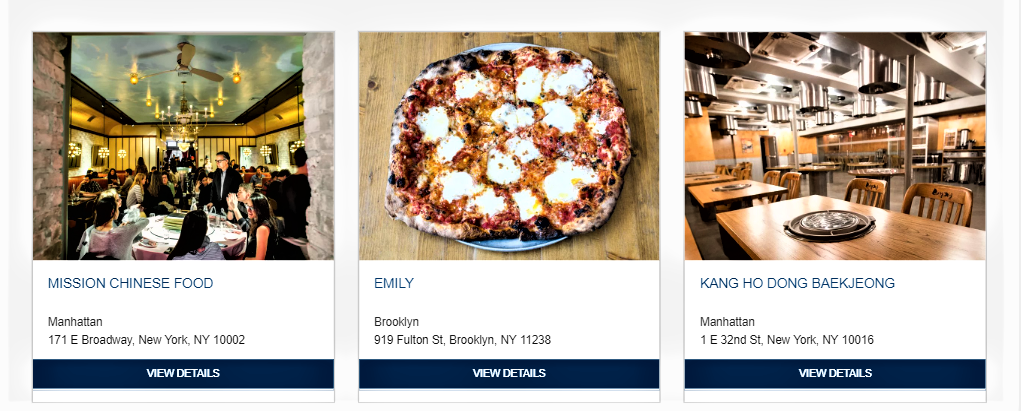 MISSION CHINESE FOOD
Manhattan
171 E Broadway, New York, NY 10002
VIEW DETAILS
EMILY
Brooklyn
919 Fulton St, Brooklyn, NY 11238
VIEW DETAILS
KANG HO DONG BAEKJEONG
Manhattan
1 E 32nd St, New York, NY 10016
VIEW DETAILS